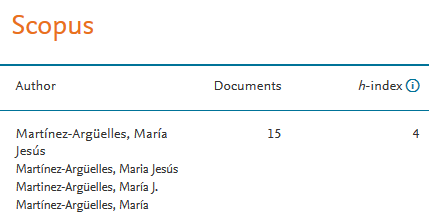 Scopus
Author Documents h-index
Martínez-Argüelles, María 15 4
Jesús
Martínez-Argüelles, Maria Jesús
Martinez-Argüelles, María J.
Martínez-Argüelles, María